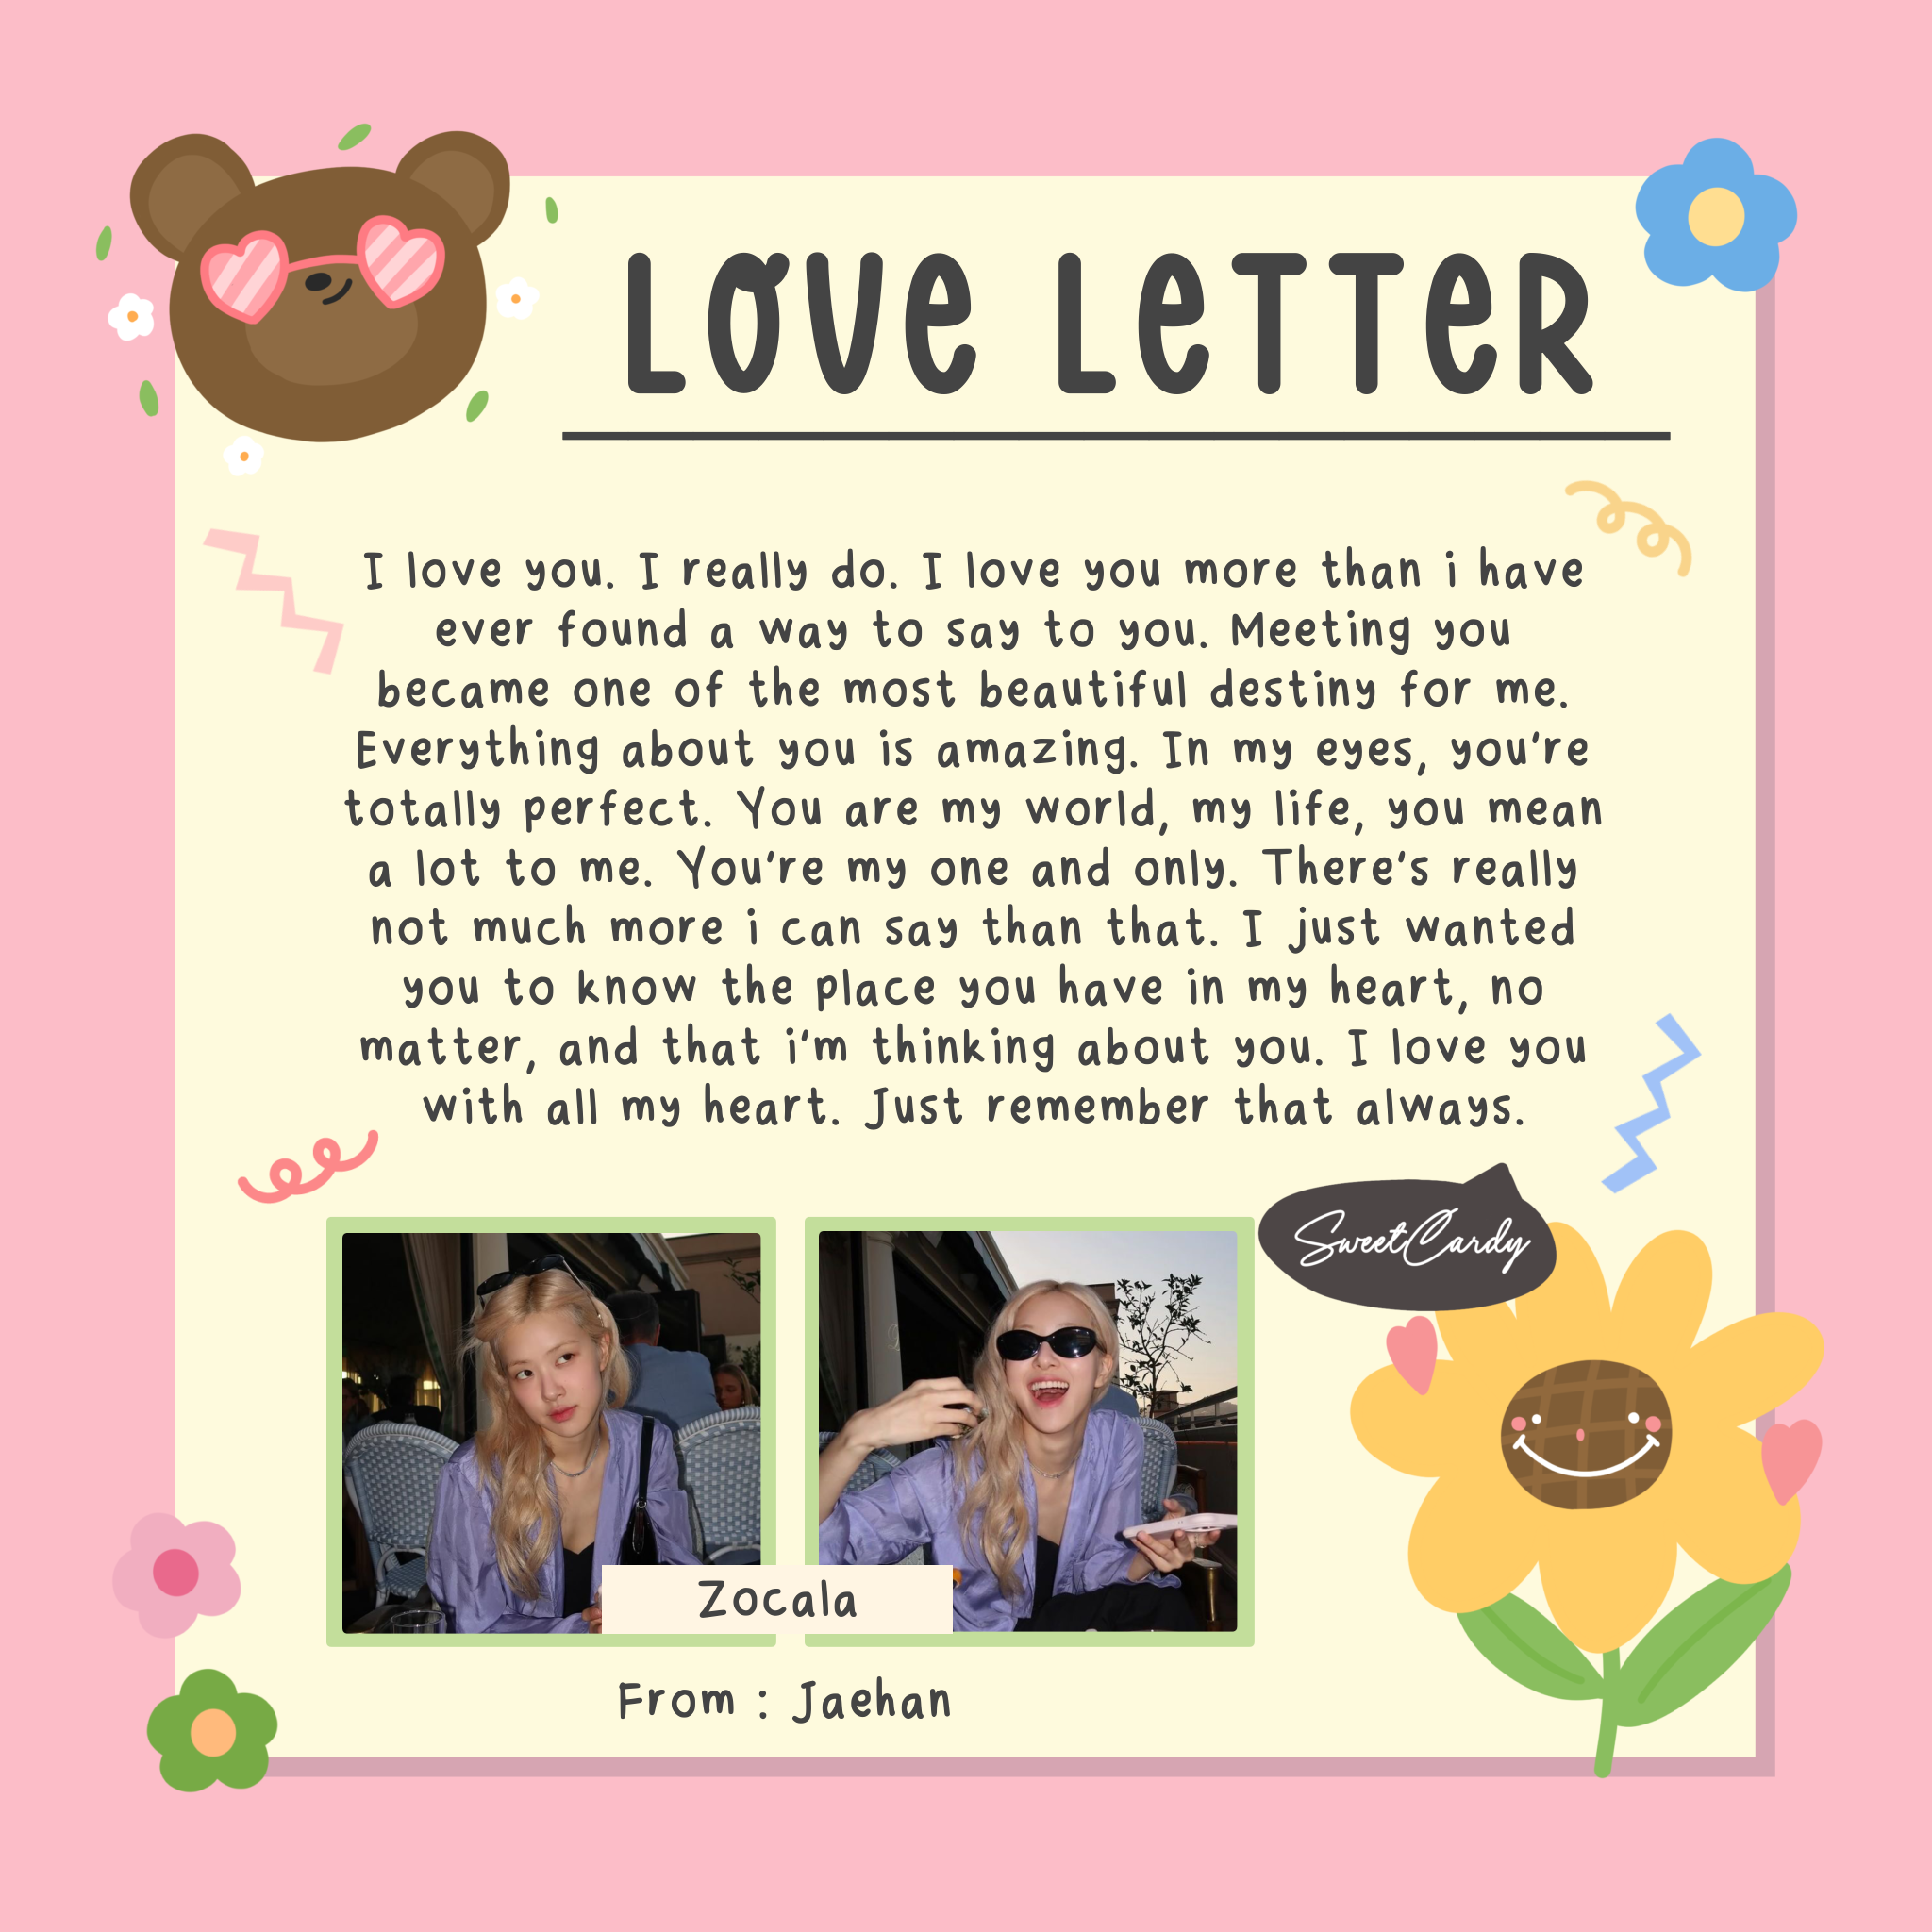 LOVE LETTER
I love you. I really do. I love you more than i have
ever found a way to say to you. Meeting you
became one of the most beautiful destiny for me.
Everything about you is amazing. In my eyes, you're
totally perfect. You are my world, my life, you mean
a lot to me. You're my one and only. There's really
not much more i can say than that. I just wanted
you to know the place you have in my heart, no
matter, and that i'm thinking about you. I love you
with all my heart. Just remember that always.
SweetCardy
Zocala
From : Jaehan